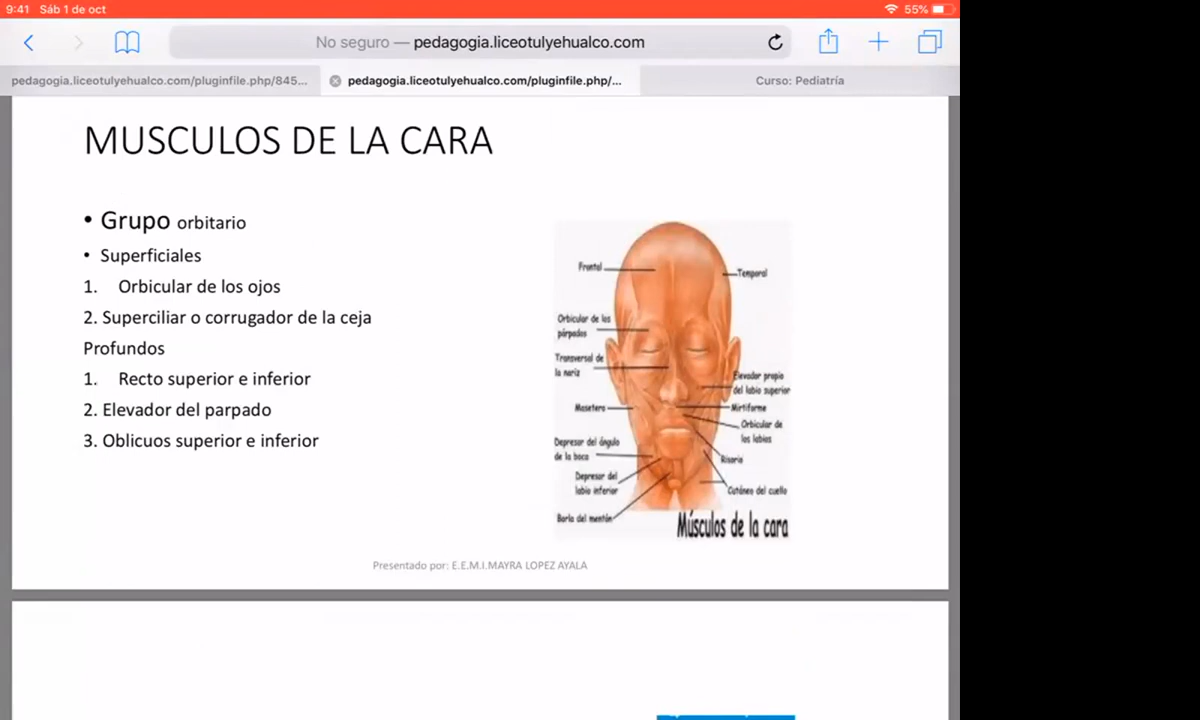 9:41 Sáb 1 de oct
55%
No seguro — pedagogia.liceotulyehualco.com
pedagogia.liceotulyehualco.com/pluginfile.php/845...
pedagogia.liceotulyehualco.com/pluginfile.php/...
Curso: Pediatría
MUSCULOS DE LA CARA
• Grupo orbitario
• Superficiales
1. Orbicular de los ojos
2. Superciliar o corrugador de la ceja
Profundos
1. Recto superior e inferior
2. Elevador del parpado
3. Oblicuos superior e inferior
Frontal
Temporal
Orbicular de los
párpados
Transversal de
la nariz
Elevador propio
del labio superior
Masetero
Mirtiforme
Orbicular de
los labios
Depresor del ángulo
de la boca
Risorio
Depresor del
labio inferior
Cutáneo del cuello
Borla del mentón
Músculos de la cara
Presentado por: E.E.M.I.MAYRA LOPEZ AYALA